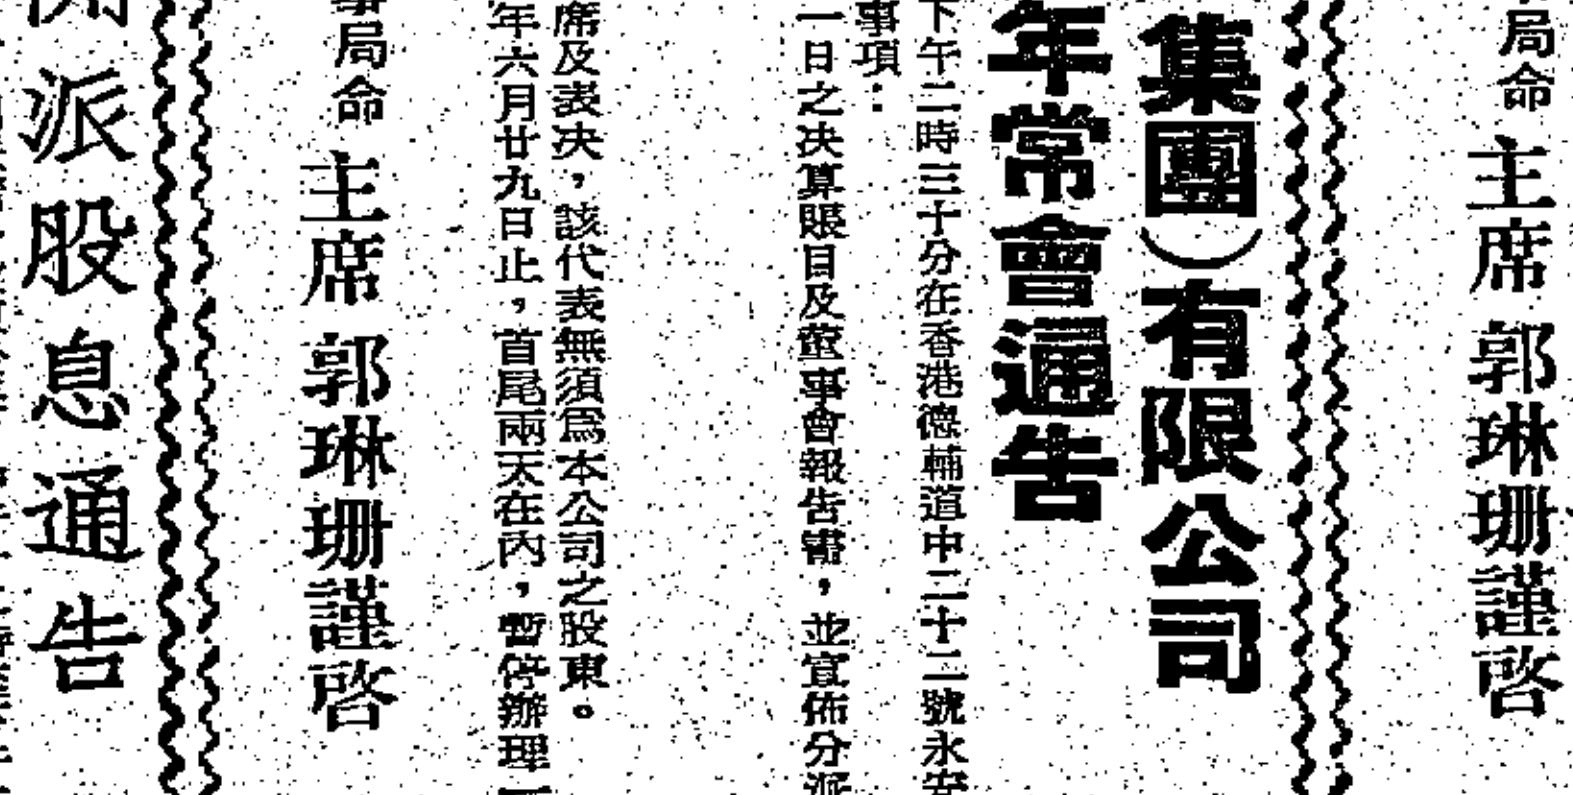 局命
主席 郭琳珊謹啓
集團)有限公司
年常會通告
下午二時三十分在香港德輔道中二十二號永安
事項：
一日之決算賬目及董事會報告書，並宣佈分派
席及表決，該代表無須爲本公司之股東。
年六月廿九日止，首尾兩天在內，暫停辦理
局命
主席 郭琳珊謹啓
派股息通告